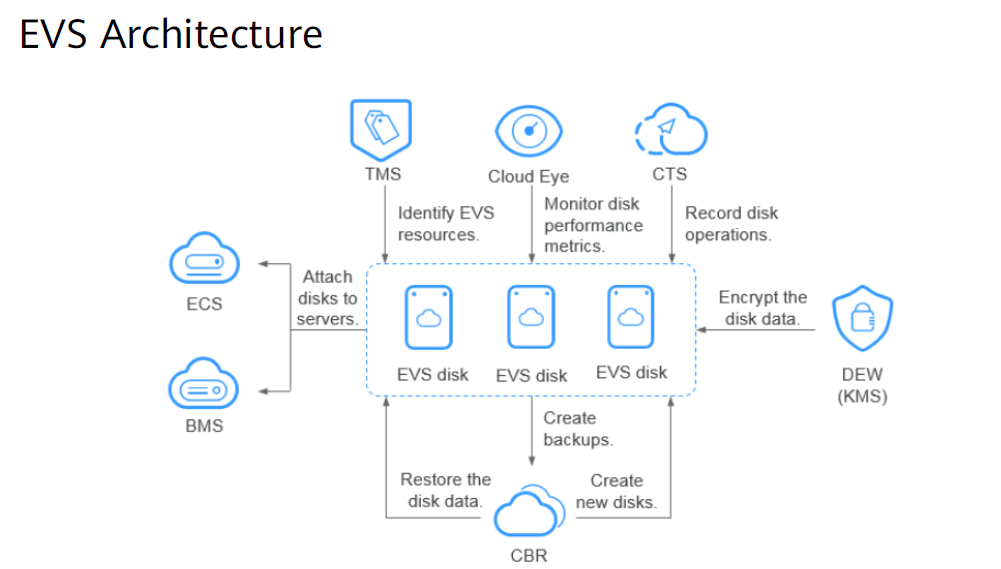 EVS Architecture
TMS
Cloud Eye
CTS
Identify EVS
resources.
Monitor disk
performance
metrics.
Record disk
operations.
ECS
Attach
disks to
servers.
Encrypt the
disk data.
EVS disk
EVS disk
EVS disk
DEW
(KMS)
BMS
Create
backups.
Restore the
disk data.
Create
new disks.
CBR